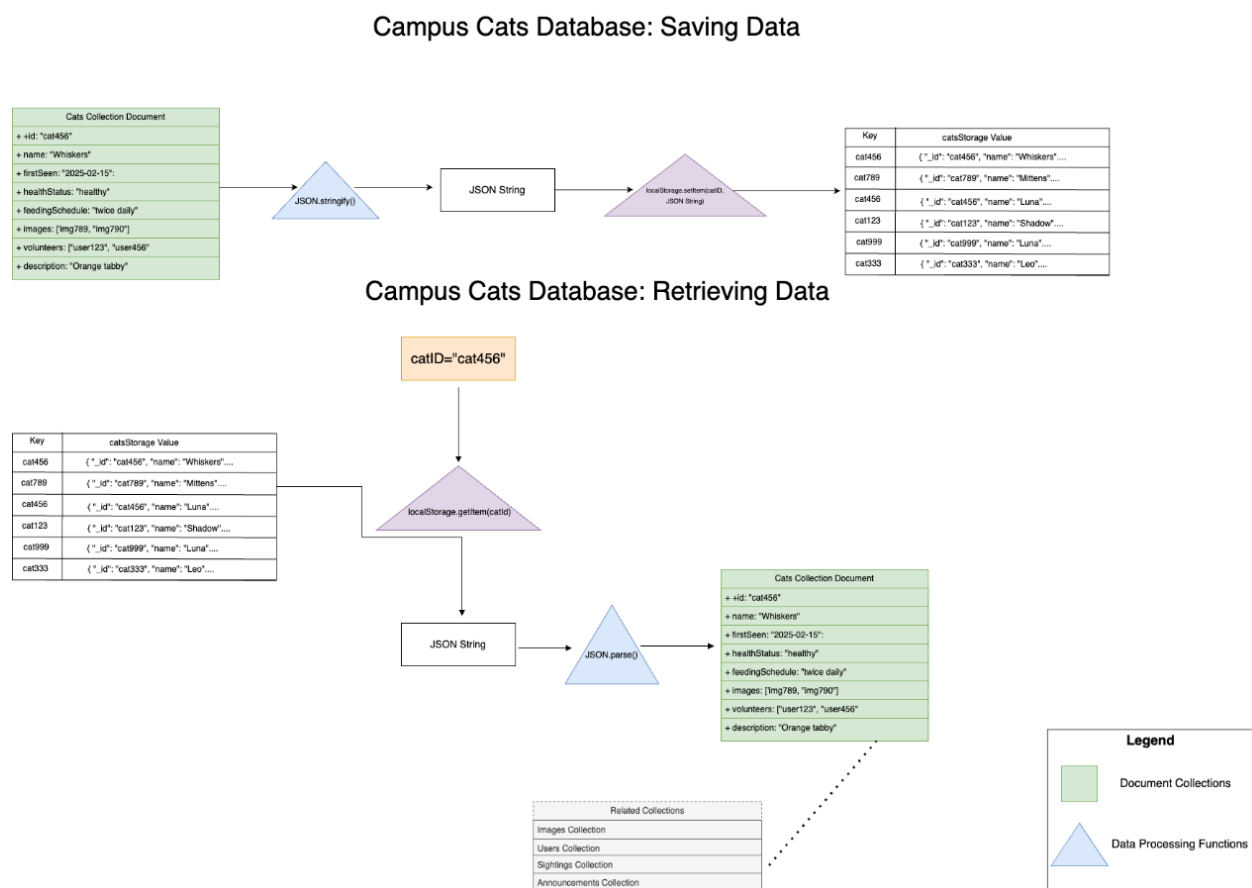 Campus Cats Database: Saving Data
Cats Collection Document
+ +id: "cat456"
+ name: "Whiskers"
+ firstSeen: "2025-02-15":
+ healthStatus: "healthy"
+ feedingSchedule: "twice daily"
+ images: ['img789, "img790"]
+ volunteers: ["user123", "user456"
+ description: "Orange tabby"
JSON.stringify()
JSON String
localStorage.setItem(catID,
JSON String)
Key catsStorage Value
cat456 { "_id": "cat456", "name": "Whiskers"....
cat789 { "_id": "cat789", "name": "Mittens"....
cat456 { "_id": "cat456", "name": "Luna"....
cat123 { "_id": "cat123", "name": "Shadow"....
cat999 { "_id": "cat999", "name": "Luna"....
cat333 { "_id": "cat333", "name": "Leo"....
Campus Cats Database: Retrieving Data
catID="cat456"
Key catsStorage Value
cat456 { "_id": "cat456", "name": "Whiskers"....
cat789 { "_id": "cat789", "name": "Mittens"....
cat456 { "_id": "cat456", "name": "Luna"....
cat123 { "_id": "cat123", "name": "Shadow"....
cat999 { "_id": "cat999", "name": "Luna"....
cat333 { "_id": "cat333", "name": "Leo"....
localStorage.getItem(catId)
JSON String
JSON.parse()
Cats Collection Document
+ +id: "cat456"
+ name: "Whiskers"
+ firstSeen: "2025-02-15":
+ healthStatus: "healthy"
+ feedingSchedule: "twice daily"
+ images: ['img789, "img790"]
+ volunteers: ["user123", "user456"
+ description: "Orange tabby"
Related Collections
Images Collection
Users Collection
Sightings Collection
Announcements Collection
Legend
Document Collections
Data Processing Functions